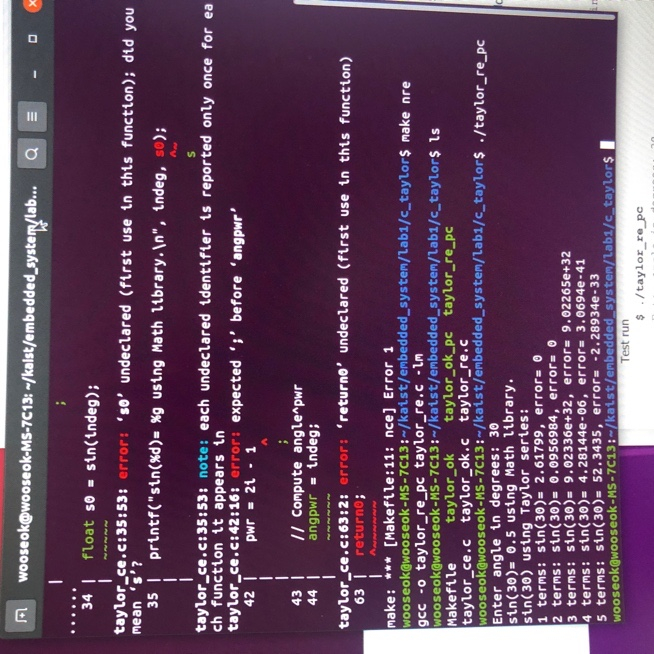 wooseok@wooseok-MS-7C13: ~/kaist/embedded_system/lab...
;
34 | float s0 = sin(indeg);
| ~~~~~
taylor_ce.c:35:53: error: 's0' undeclared (first use in this function); did you
mean 's'?
35 | printf("sin(%d)= %g using Math library.\n", indeg, s0);
| ^~
| s
taylor_ce.c:35:53: note: each undeclared identifier is reported only once for ea
ch function it appears in
taylor_ce.c:42:16: error: expected ';' before 'angpwr'
42 | pwr = 2i - 1
| ^
| ;
43 | // Compute angle^pwr
44 | angpwr = indeg;
| ~~~~~~
taylor_ce.c:63:2: error: 'return0' undeclared (first use in this function)
63 | return0;
| ^~~~~~~
make: *** [Makefile:11: nce] Error 1
wooseok@wooseok-MS-7C13:~/kaist/embedded_system/lab1/c_taylor$ make nre
gcc -o taylor_re_pc taylor_re.c -lm
wooseok@wooseok-MS-7C13:~/kaist/embedded_system/lab1/c_taylor$ ls
Makefile taylor_ok taylor_ok_pc taylor_re_pc
taylor_ce.c taylor_ok.c taylor_re.c
wooseok@wooseok-MS-7C13:~/kaist/embedded_system/lab1/c_taylor$ ./taylor_re_pc
Enter angle in degrees: 30
sin(30)= 0.5 using Math library.
sin(30) using Taylor series:
1 terms: sin(30)= 2.61799, error= 0
2 terms: sin(30)= 0.0956984, error= 0
3 terms: sin(30)= 9.02336e+32, error= 9.02265e+32
4 terms: sin(30)= 4.28144e-06, error= 3.0694e-41
5 terms: sin(30)= 52.3435, error= -2.28934e-33
wooseok@wooseok-MS-7C13:~/kaist/embedded_system/lab1/c_taylor$
Test run
$ ./taylor_re_pc